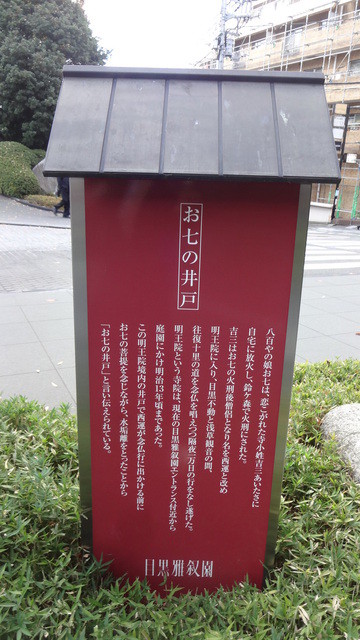 お七の井戸
八百やの娘お七は、恋こがれた寺小姓吉三あいたさに
自宅に放火し、鈴ヶ森で火刑にされた。
吉三はお七の火刑後僧侶となり名を西運と改め
明王院に入り、目黒不動と浅草観音の間、
往復十里の道を念仏を唱えつつ隔夜一万日の行をなし遂げた。
明王院という寺院は、現在の目黒雅叙園エントランス付近から
庭園にかけ明治13年頃まであった。
この明王院境内の井戸で西運が念仏行に出かける前に
お七の菩提を念じながら、水垢離をとったことから
「お七の井戸」と言い伝えられている。
目黒雅叙園